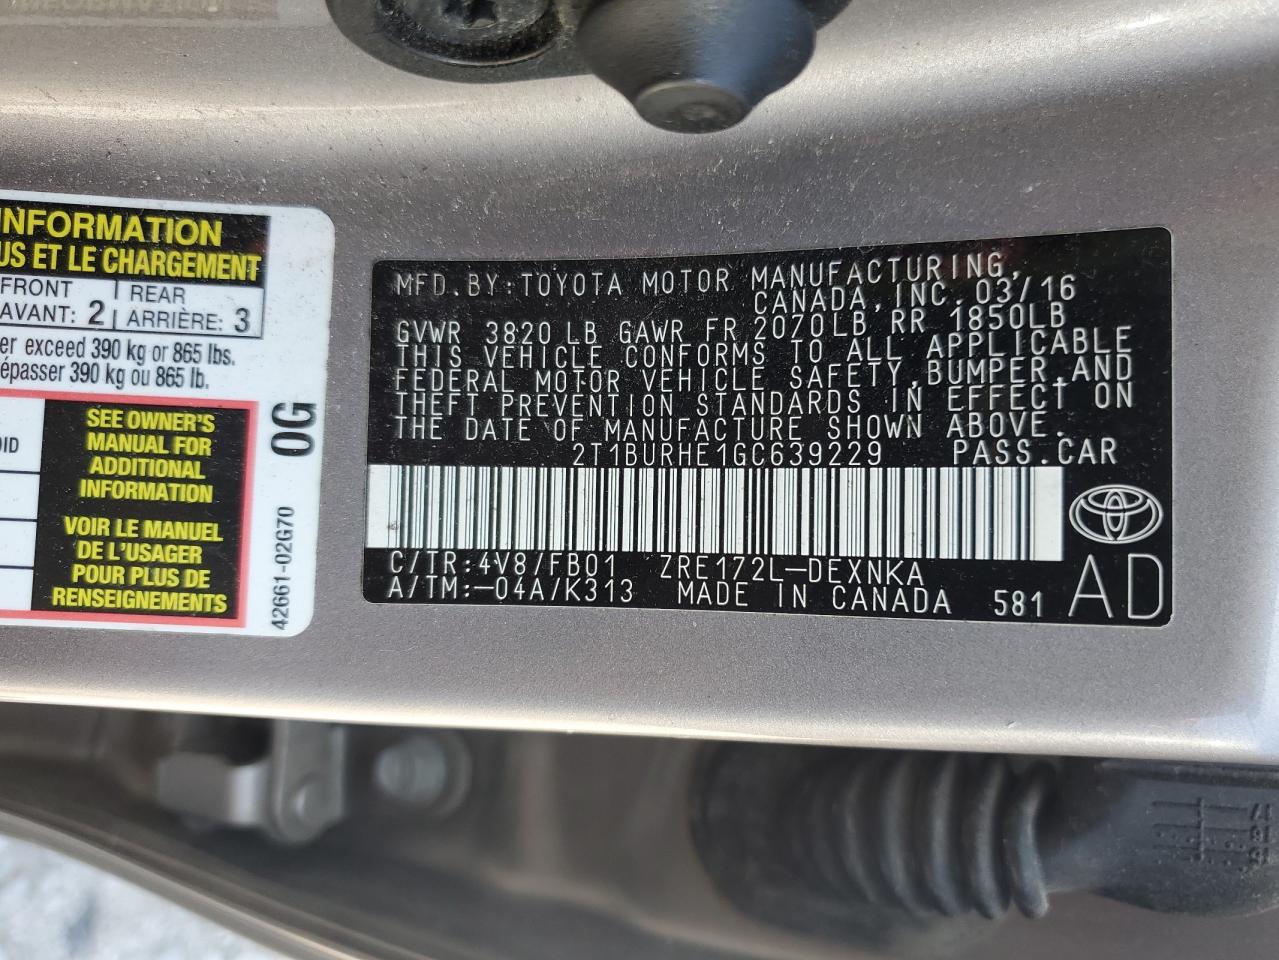 INFORMATION
US ET LE CHARGEMENT
FRONT REAR
AVANT: 2 ARRIÈRE: 3
er exceed 390 kg or 865 lbs.
épasser 390 kg ou 865 lb.
SEE OWNER'S
MANUAL FOR
ADDITIONAL
INFORMATION
VOIR LE MANUEL
DE L'USAGER
POUR PLUS DE
RENSEIGNEMENTS
0G
42661-02G70
MFD.BY:TOYOTA MOTOR MANUFACTURING,
CANADA,INC.03/16
GVWR 3820LB GAWR FR 2070LB RR 1850LB
THIS VEHICLE CONFORMS TO ALL APPLICABLE
FEDERAL MOTOR VEHICLE SAFETY,BUMPER,AND
THEFT PREVENTION STANDARDS IN EFFECT ON
THE DATE OF MANUFACTURE SHOWN ABOVE.
2T1BURHE1GC639229 PASS.CAR
C/TR:4V8/FB01 ZRE172L-DEXNKA
A/TM:-04A/K313 MADE IN CANADA 581 AD